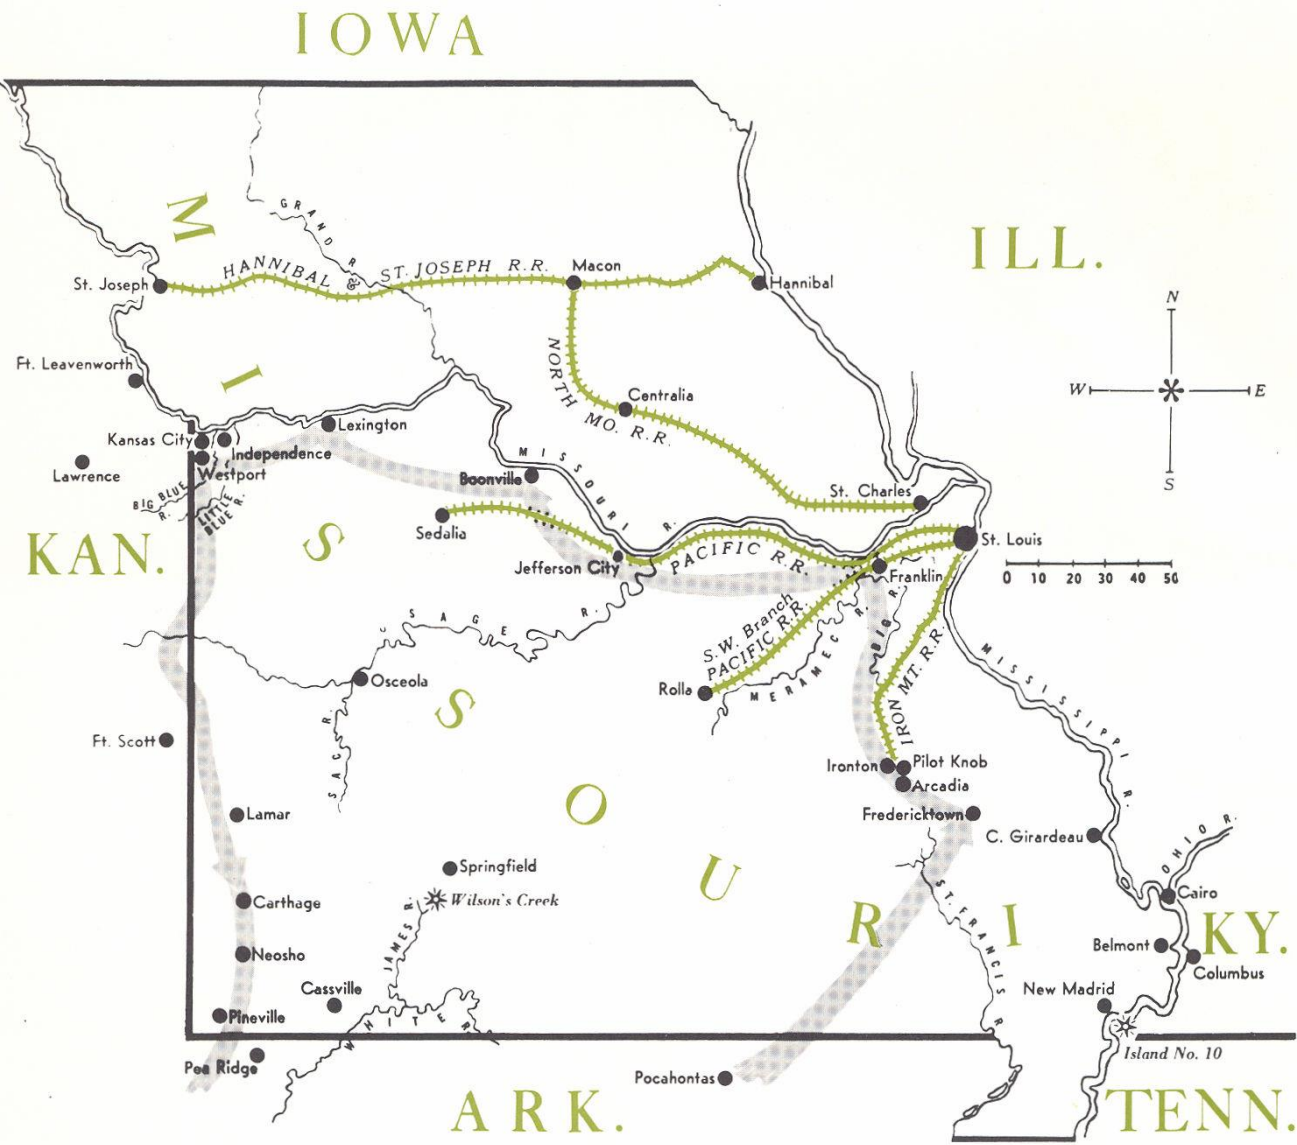 IOWA
MISSOURI
ILL.
KAN.
KY.
ARK.
TENN.
GRAND R.
HANNIBAL & ST. JOSEPH R.R.
St. Joseph
Macon
Hannibal
Ft. Leavenworth
NORTH MO. R.R.
Centralia
N
W
E
S
Kansas City
Independence
Lexington
Lawrence
Westport
BIG BLUE R.
LITTLE BLUE R.
Boonville
MISSOURI R.
St. Charles
Sedalia
Jefferson City
PACIFIC R.R.
Franklin
St. Louis
0 10 20 30 40 50
OSAGE R.
S.W. Branch
PACIFIC R.R.
MERAMEC R.
BIG R.
IRON MT. R.R.
MISSISSIPPI R.
Osceola
SAC R.
Rolla
Ft. Scott
Ironton
Pilot Knob
Arcadia
Lamar
Fredericktown
C. Girardeau
OHIO R.
Springfield
Wilson's Creek
JAMES R.
ST. FRANCIS R.
Cairo
Carthage
Neosho
Belmont
Columbus
Cassville
Pineville
WHITE R.
New Madrid
Island No. 10
Pea Ridge
Pocahontas